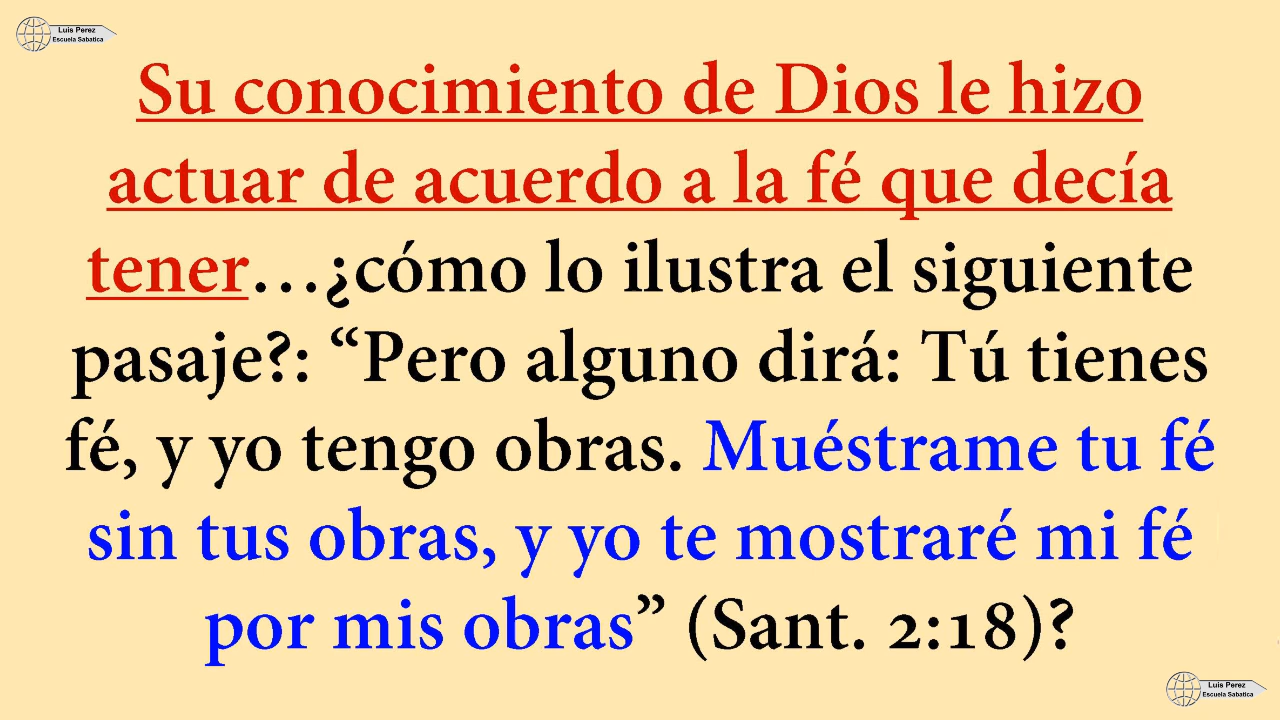 Luis Perez
Escuela Sabatica
Su conocimiento de Dios le hizo
actuar de acuerdo a la fé que decía
tener…¿cómo lo ilustra el siguiente
pasaje?: “Pero alguno dirá: Tú tienes
fé, y yo tengo obras. Muéstrame tu fé
sin tus obras, y yo te mostraré mi fé
por mis obras” (Sant. 2:18)?
Luis Perez
Escuela Sabatica